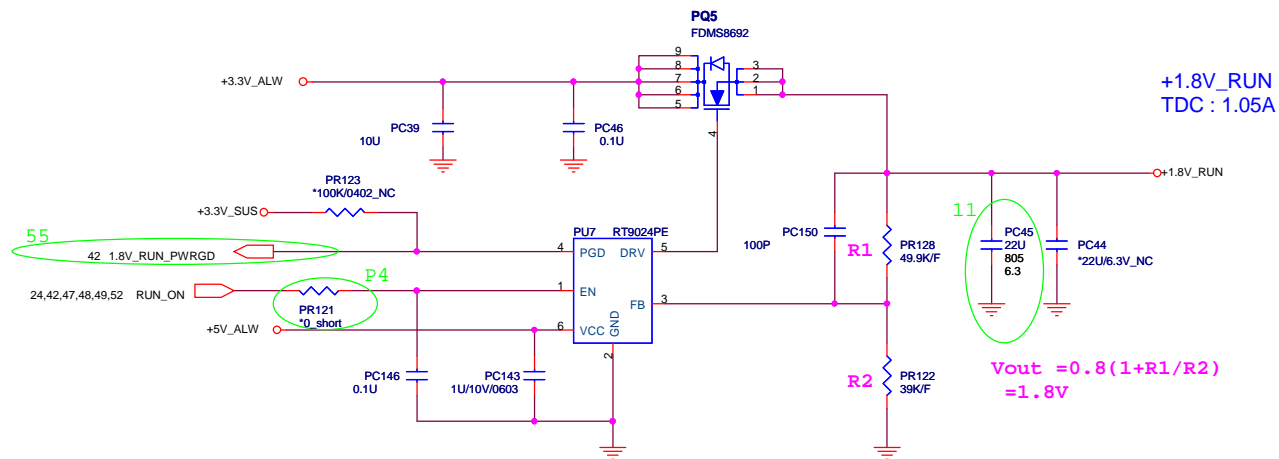 PQ5
FDMS8692
9
8
7
6
5
3
2
1
4
+3.3V_ALW
+1.8V_RUN
TDC : 1.05A
PC39
10U
PC46
0.1U
+1.8V_RUN
PR123
*100K/0402_NC
+3.3V_SUS
55
42 1.8V_RUN_PWRGD
PU7 RT9024PE
4 PGD
DRV 5
PC150
100P
R1
PR128
49.9K/F
11
PC45
22U
805
6.3
PC44
*22U/6.3V_NC
P4
24,42,47,48,49,52 RUN_ON
PR121
*0_short
1 EN
FB 3
+5V_ALW
6 VCC
GND
2
PC146
0.1U
PC143
1U/10V/0603
R2
PR122
39K/F
Vout =0.8(1+R1/R2)
=1.8V